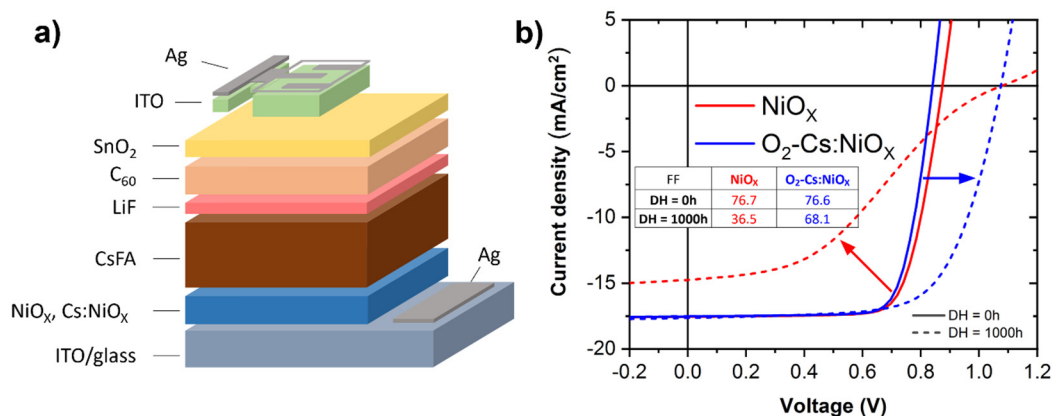 a)
Ag
ITO
SnO₂
C₆₀
LiF
CsFA
Ag
NiOₓ, Cs:NiOₓ
ITO/glass
b)
Current density (mA/cm²)
5
0
-5
-10
-15
-20
NiOₓ
O₂-Cs:NiOₓ
FF NiOₓ O₂-Cs:NiOₓ
DH = 0h 76.7 76.6
DH = 1000h 36.5 68.1
DH = 0h
DH = 1000h
-0.2 0.0 0.2 0.4 0.6 0.8 1.0 1.2
Voltage (V)